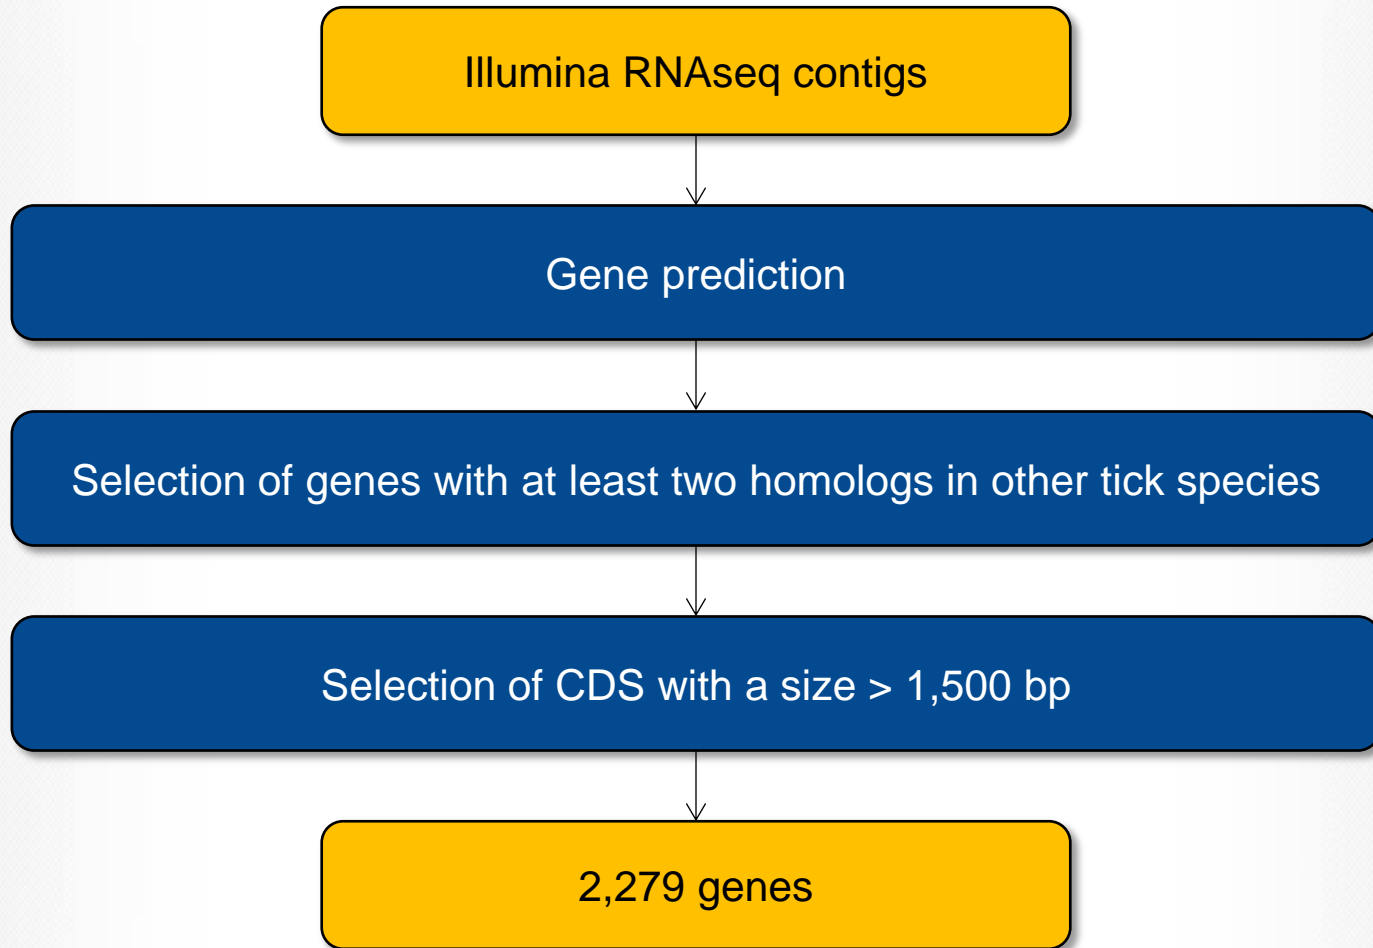 Illumina RNAseq contigs
Gene prediction
Selection of genes with at least two homologs in other tick species
Selection of CDS with a size > 1,500 bp
2,279 genes